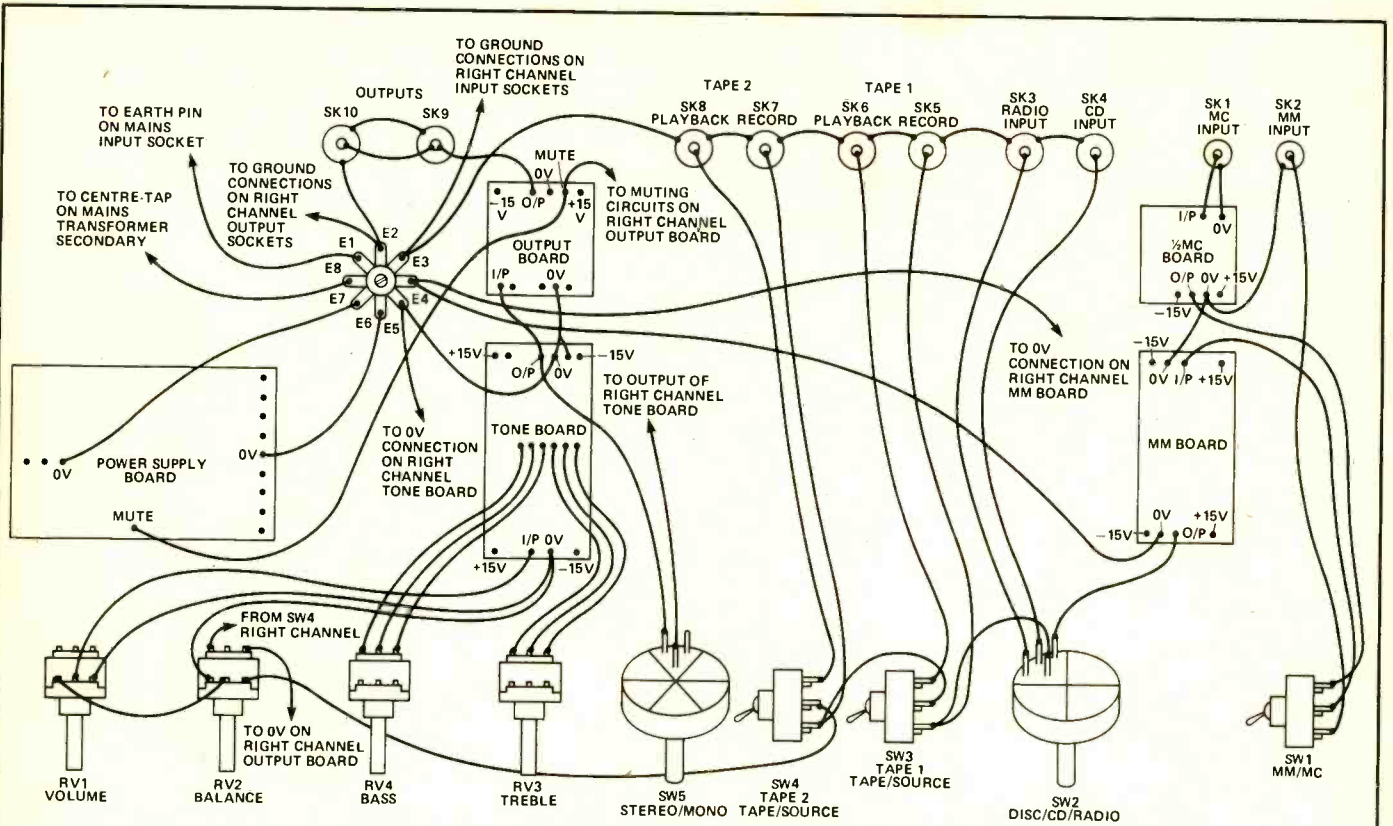 TO GROUND
CONNECTIONS ON
RIGHT CHANNEL
INPUT SOCKETS
OUTPUTS
SK10
SK9
TO EARTH PIN
ON MAINS
INPUT SOCKET
TO GROUND
CONNECTIONS
ON RIGHT
CHANNEL
OUTPUT
SOCKETS
TO CENTRE-TAP
ON MAINS
TRANSFORMER
SECONDARY
E1
E2
E3
E4
E5
E6
E7
E8
MUTE
0V
-15
V
O/P
+15
V
OUTPUT
BOARD
I/P
0V
TO MUTING
CIRCUITS ON
RIGHT CHANNEL
OUTPUT BOARD
TAPE 2
SK8
PLAYBACK
SK7
RECORD
TAPE 1
SK6
PLAYBACK
SK5
RECORD
SK3
RADIO
INPUT
SK4
CD
INPUT
SK1
MC
INPUT
SK2
MM
INPUT
I/P
0V
½MC
BOARD
O/P
0V
+15V
-15V
-15V
0V
I/P
+15V
MM BOARD
0V
+15V
-15V
O/P
TO 0V
CONNECTION ON
RIGHT CHANNEL
MM BOARD
TO OUTPUT OF
RIGHT CHANNEL
TONE BOARD
+15V
O/P
0V
-15V
TONE BOARD
I/P
0V
+15V
-15V
TO 0V
CONNECTION
ON RIGHT
CHANNEL
TONE BOARD
0V
POWER SUPPLY
BOARD
0V
MUTE
FROM SW4
RIGHT CHANNEL
TO 0V ON
RIGHT CHANNEL
OUTPUT BOARD
RV1
VOLUME
RV2
BALANCE
RV4
BASS
RV3
TREBLE
SW5
STEREO/MONO
SW4
TAPE 2
TAPE/SOURCE
SW3
TAPE 1
TAPE/SOURCE
SW2
DISC/CD/RADIO
SW1
MM/MC